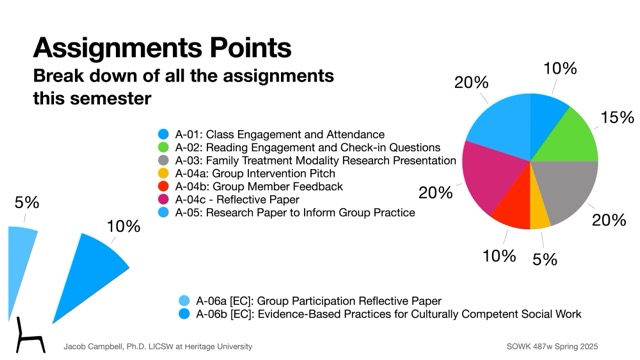 Assignments Points
Break down of all the assignments
this semester
20%
10%
15%
20%
5%
10%
20%
A-01: Class Engagement and Attendance
A-02: Reading Engagement and Check-in Questions
A-03: Family Treatment Modality Research Presentation
A-04a: Group Intervention Pitch
A-04b: Group Member Feedback
A-04c - Reflective Paper
A-05: Research Paper to Inform Group Practice
5%
10%
A-06a [EC]: Group Participation Reflective Paper
A-06b [EC]: Evidence-Based Practices for Culturally Competent Social Work
Jacob Campbell, Ph.D. LICSW at Heritage University
SOWK 487w Spring 2025